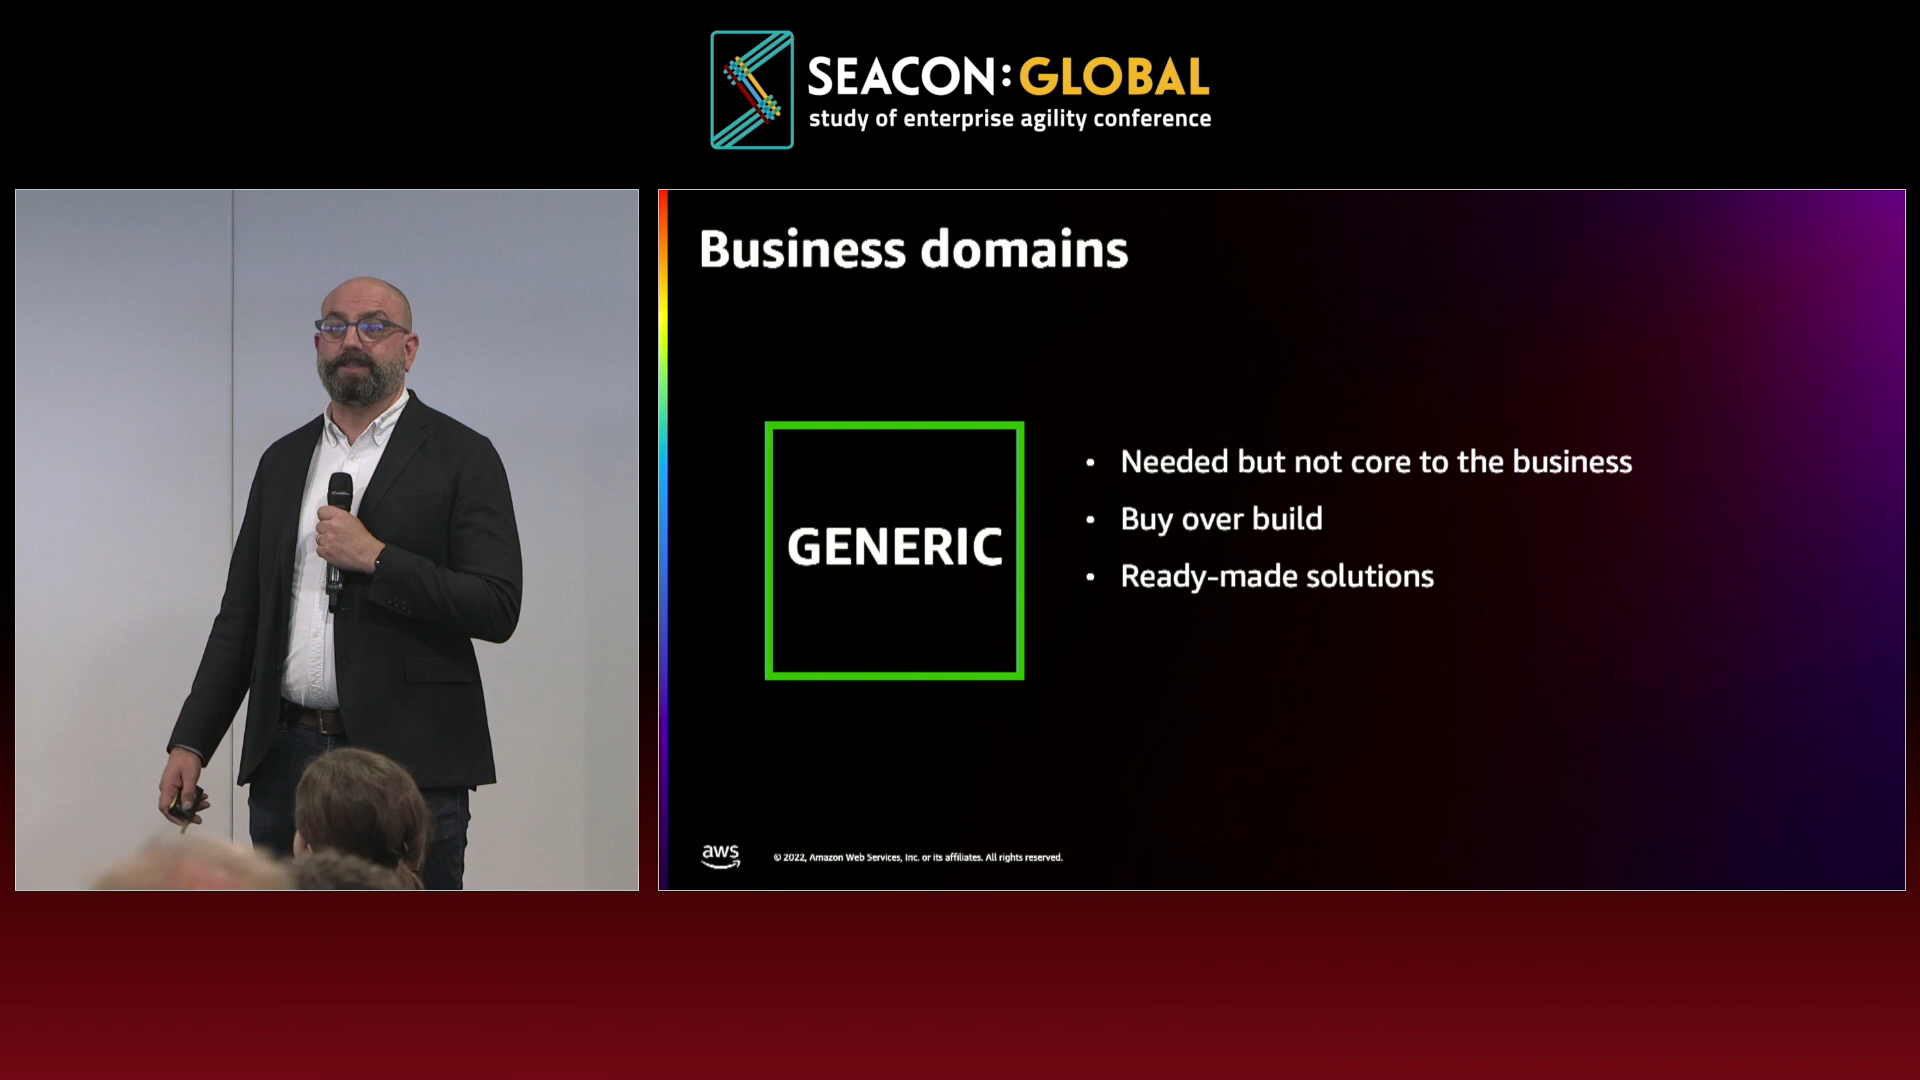 SEACON:GLOBAL
study of enterprise agility conference
Business domains
GENERIC
• Needed but not core to the business
• Buy over build
• Ready-made solutions
aws
© 2022, Amazon Web Services, Inc. or its affiliates. All rights reserved.